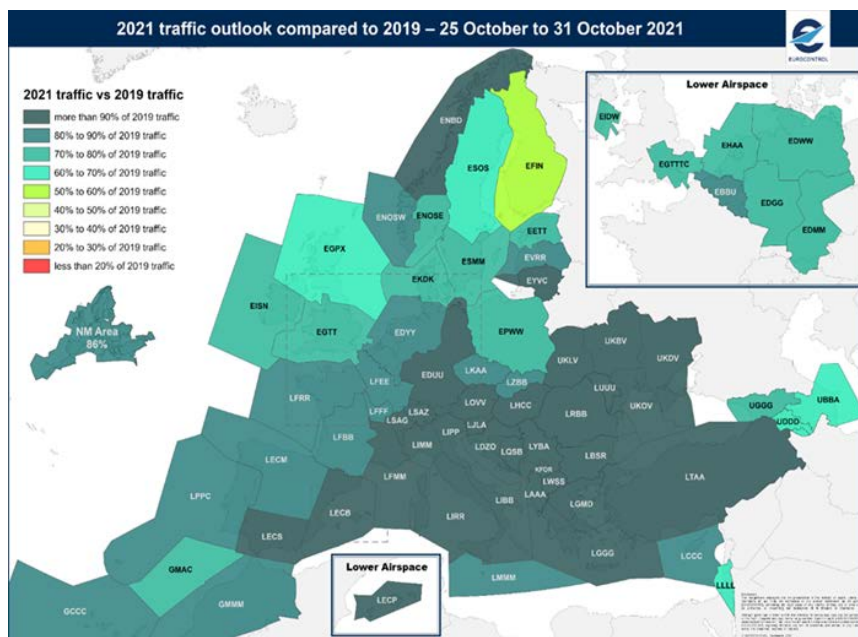 2021 traffic outlook compared to 2019 – 25 October to 31 October 2021
EUROCONTROL
2021 traffic vs 2019 traffic
more than 90% of 2019 traffic
80% to 90% of 2019 traffic
70% to 80% of 2019 traffic
60% to 70% of 2019 traffic
50% to 60% of 2019 traffic
40% to 50% of 2019 traffic
30% to 40% of 2019 traffic
20% to 30% of 2019 traffic
less than 20% of 2019 traffic
NM Area
86%
Lower Airspace
EIDW
EGTTTC
EHAA
EDWW
EBBU
EDGG
EDMM
ENBD
ESOS
EFIN
ENOSW
ENOSE
EETT
EGPX
EVRR
EKDK
ESMM
EYVC
EISN
EGTT
EDYY
EPWW
UKBV
UKLV
UKDV
EDUU
LKAA
LFEE
LZBB
LUUU
UBBA
LFRR
LFFF
LSAZ
LOVV
LHCC
UKOV
UGGG
UDDD
LSAG
LRBB
LFBB
LIMM
LIPP
LJLA
LDZO
LQSB
LYBA
LBSR
LECM
LFMM
KFOR
LWSS
LTAA
LPPC
LECB
LIRR
LIBB
LAAA
LGMD
LECS
LGGG
LCCC
GMAC
LMMM
LLLL
Lower Airspace
LECP
GCCC
GMMM